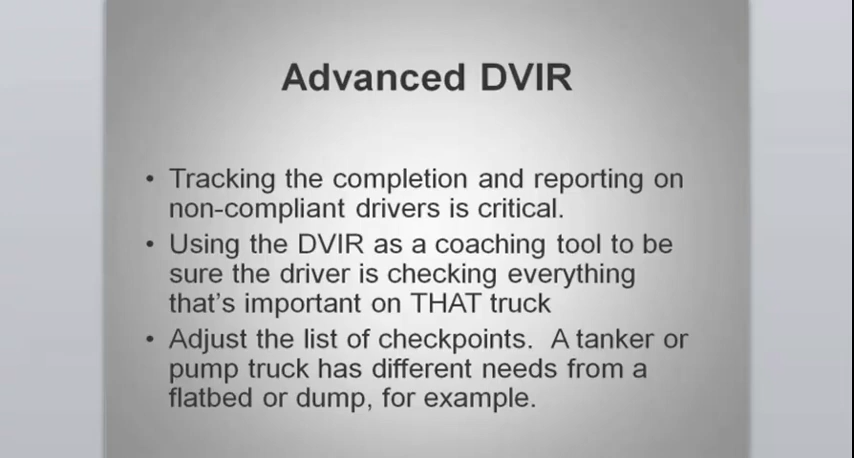 Advanced DVIR
• Tracking the completion and reporting on
non-compliant drivers is critical.
• Using the DVIR as a coaching tool to be
sure the driver is checking everything
that's important on THAT truck
• Adjust the list of checkpoints.  A tanker or
pump truck has different needs from a
flatbed or dump, for example.